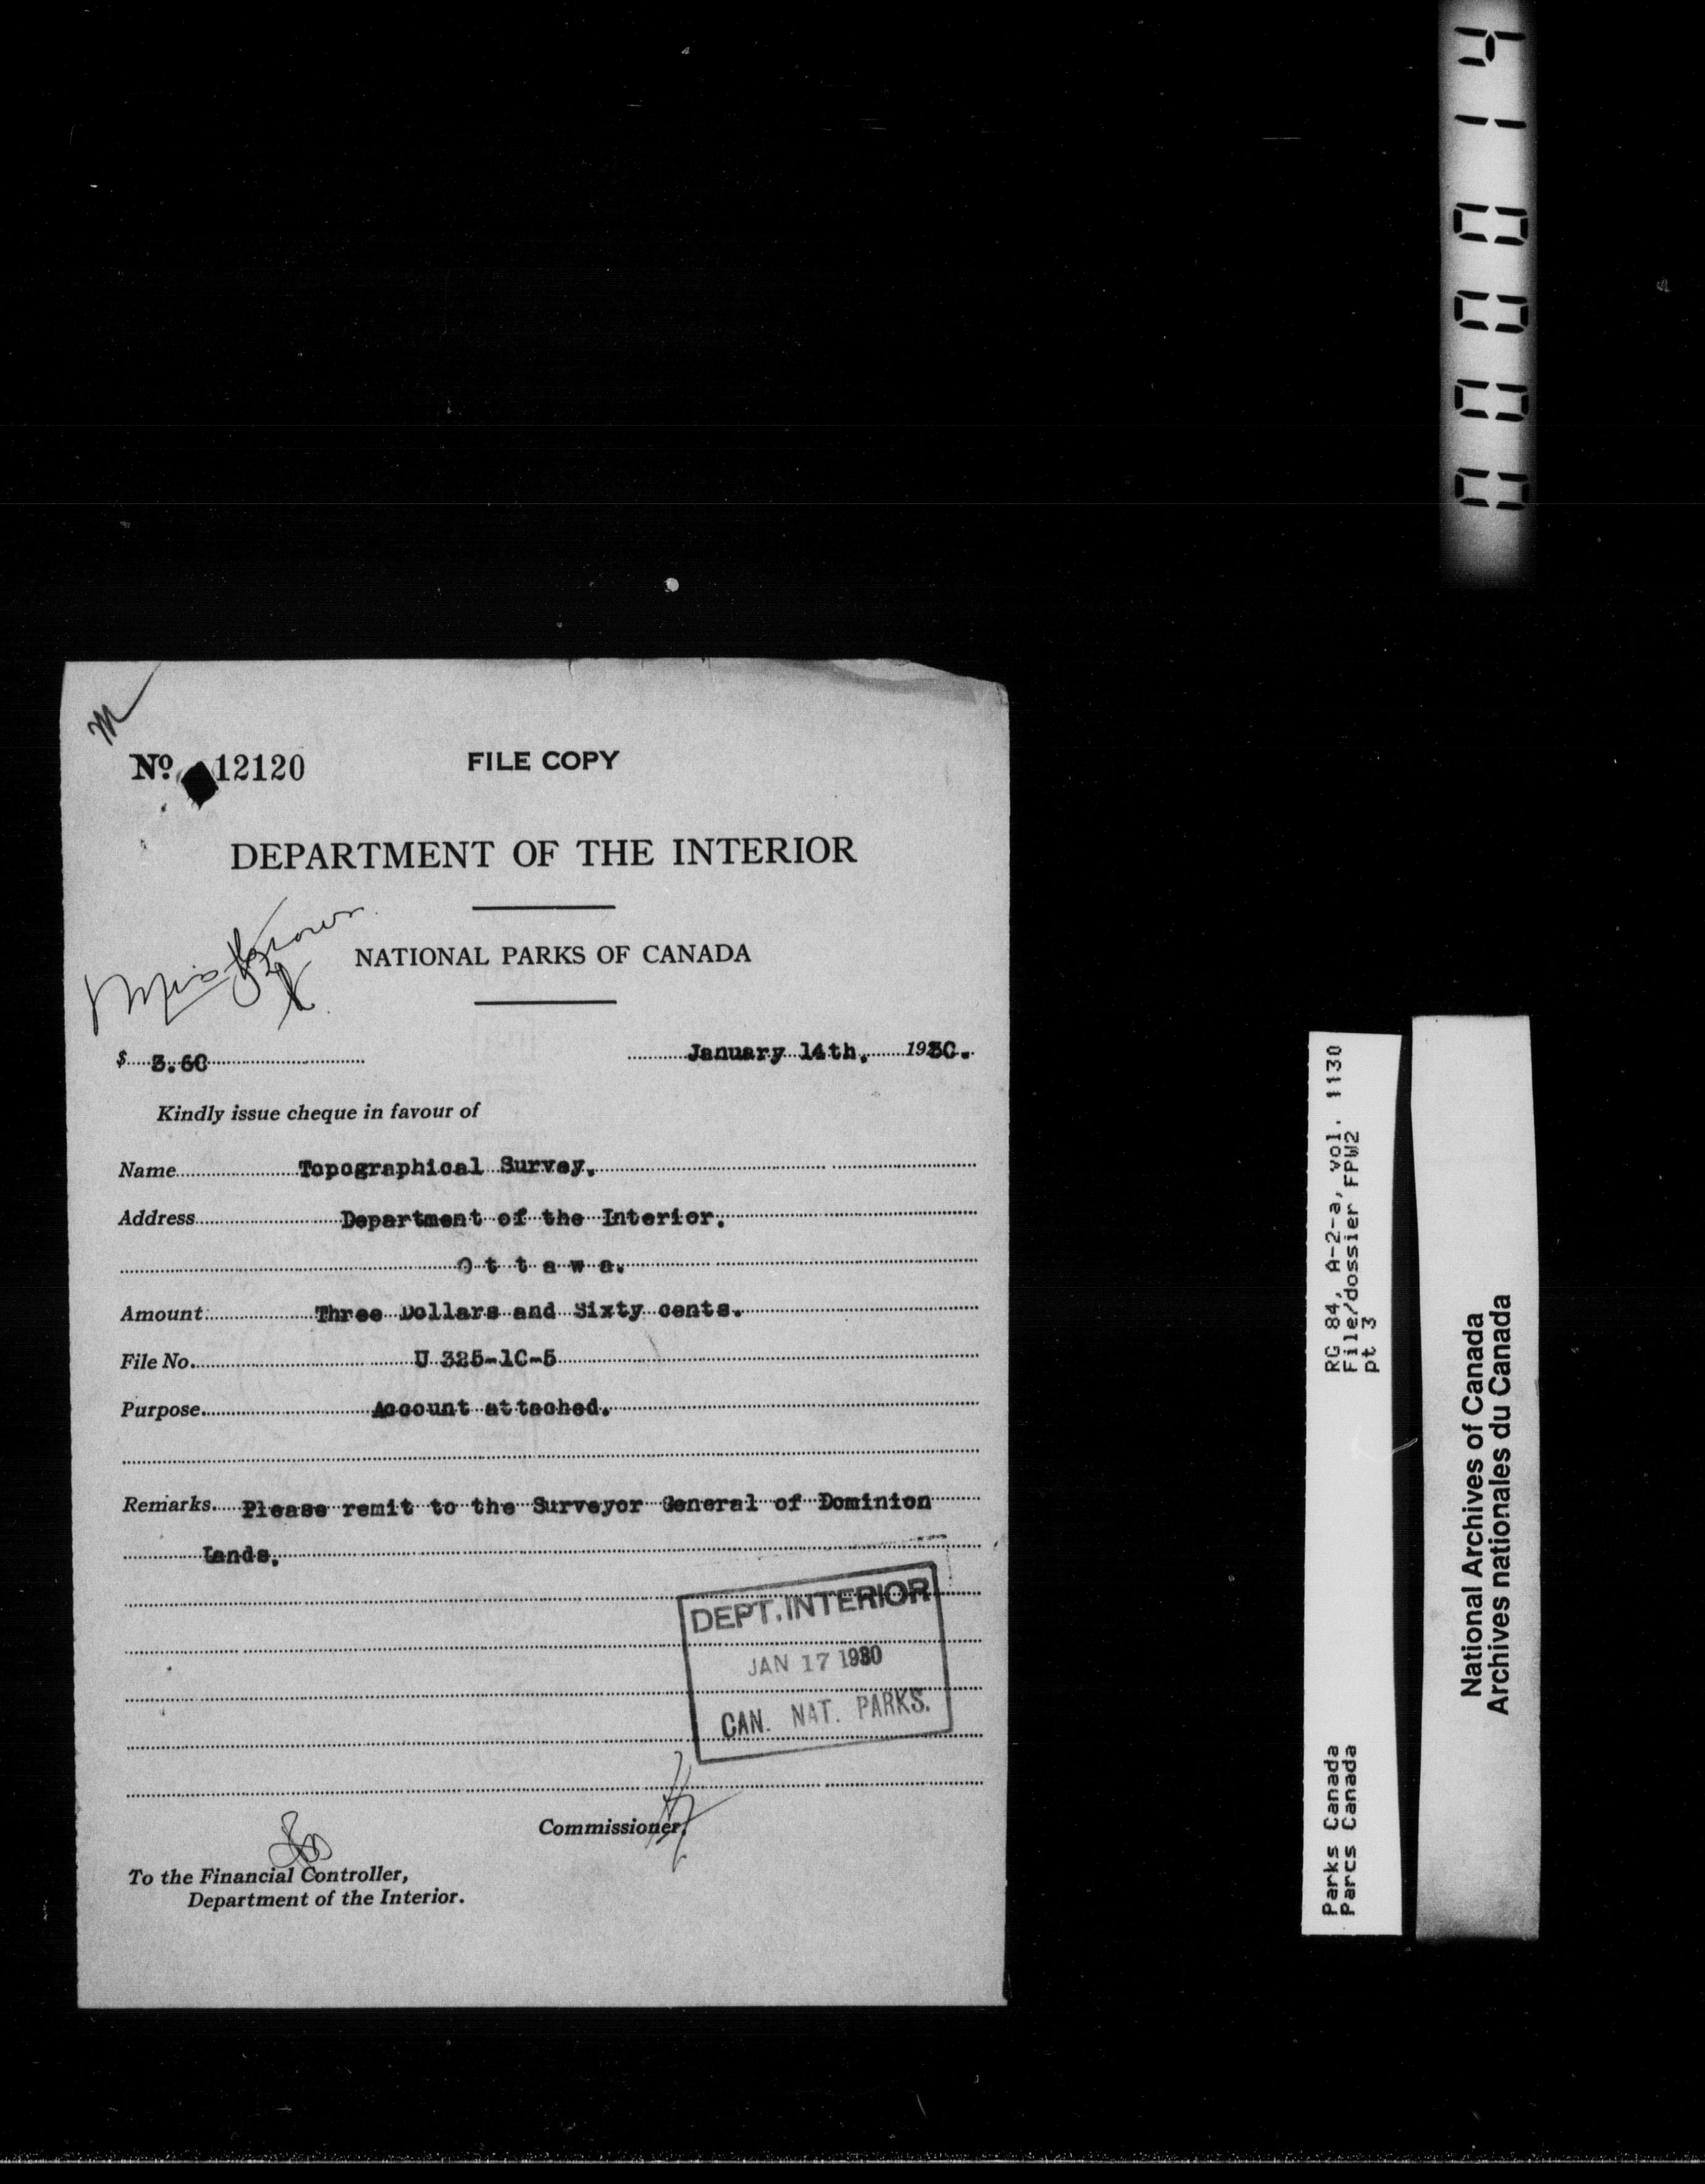 No 12120
FILE COPY
DEPARTMENT OF THE INTERIOR
Miss Brown
NATIONAL PARKS OF CANADA
$ 3.60
January 14th, 1930.
Kindly issue cheque in favour of
Name Topographical Survey,
Address Department of the Interior,
O t t a w a.
Amount Three Dollars and Sixty cents.
File No. U 325-10-5
Purpose Account attached.
Remarks. Please remit to the Surveyor General of Dominion
Lands.
DEPT. INTERIOR
JAN 17 1930
CAN. NAT. PARKS.
Commissioner.
To the Financial Controller,
Department of the Interior.
RG 84, A-2-a, vol. 1130
File/dossier FPW2
pt 3
Parks Canada
Parcs Canada
National Archives of Canada
Archives nationales du Canada